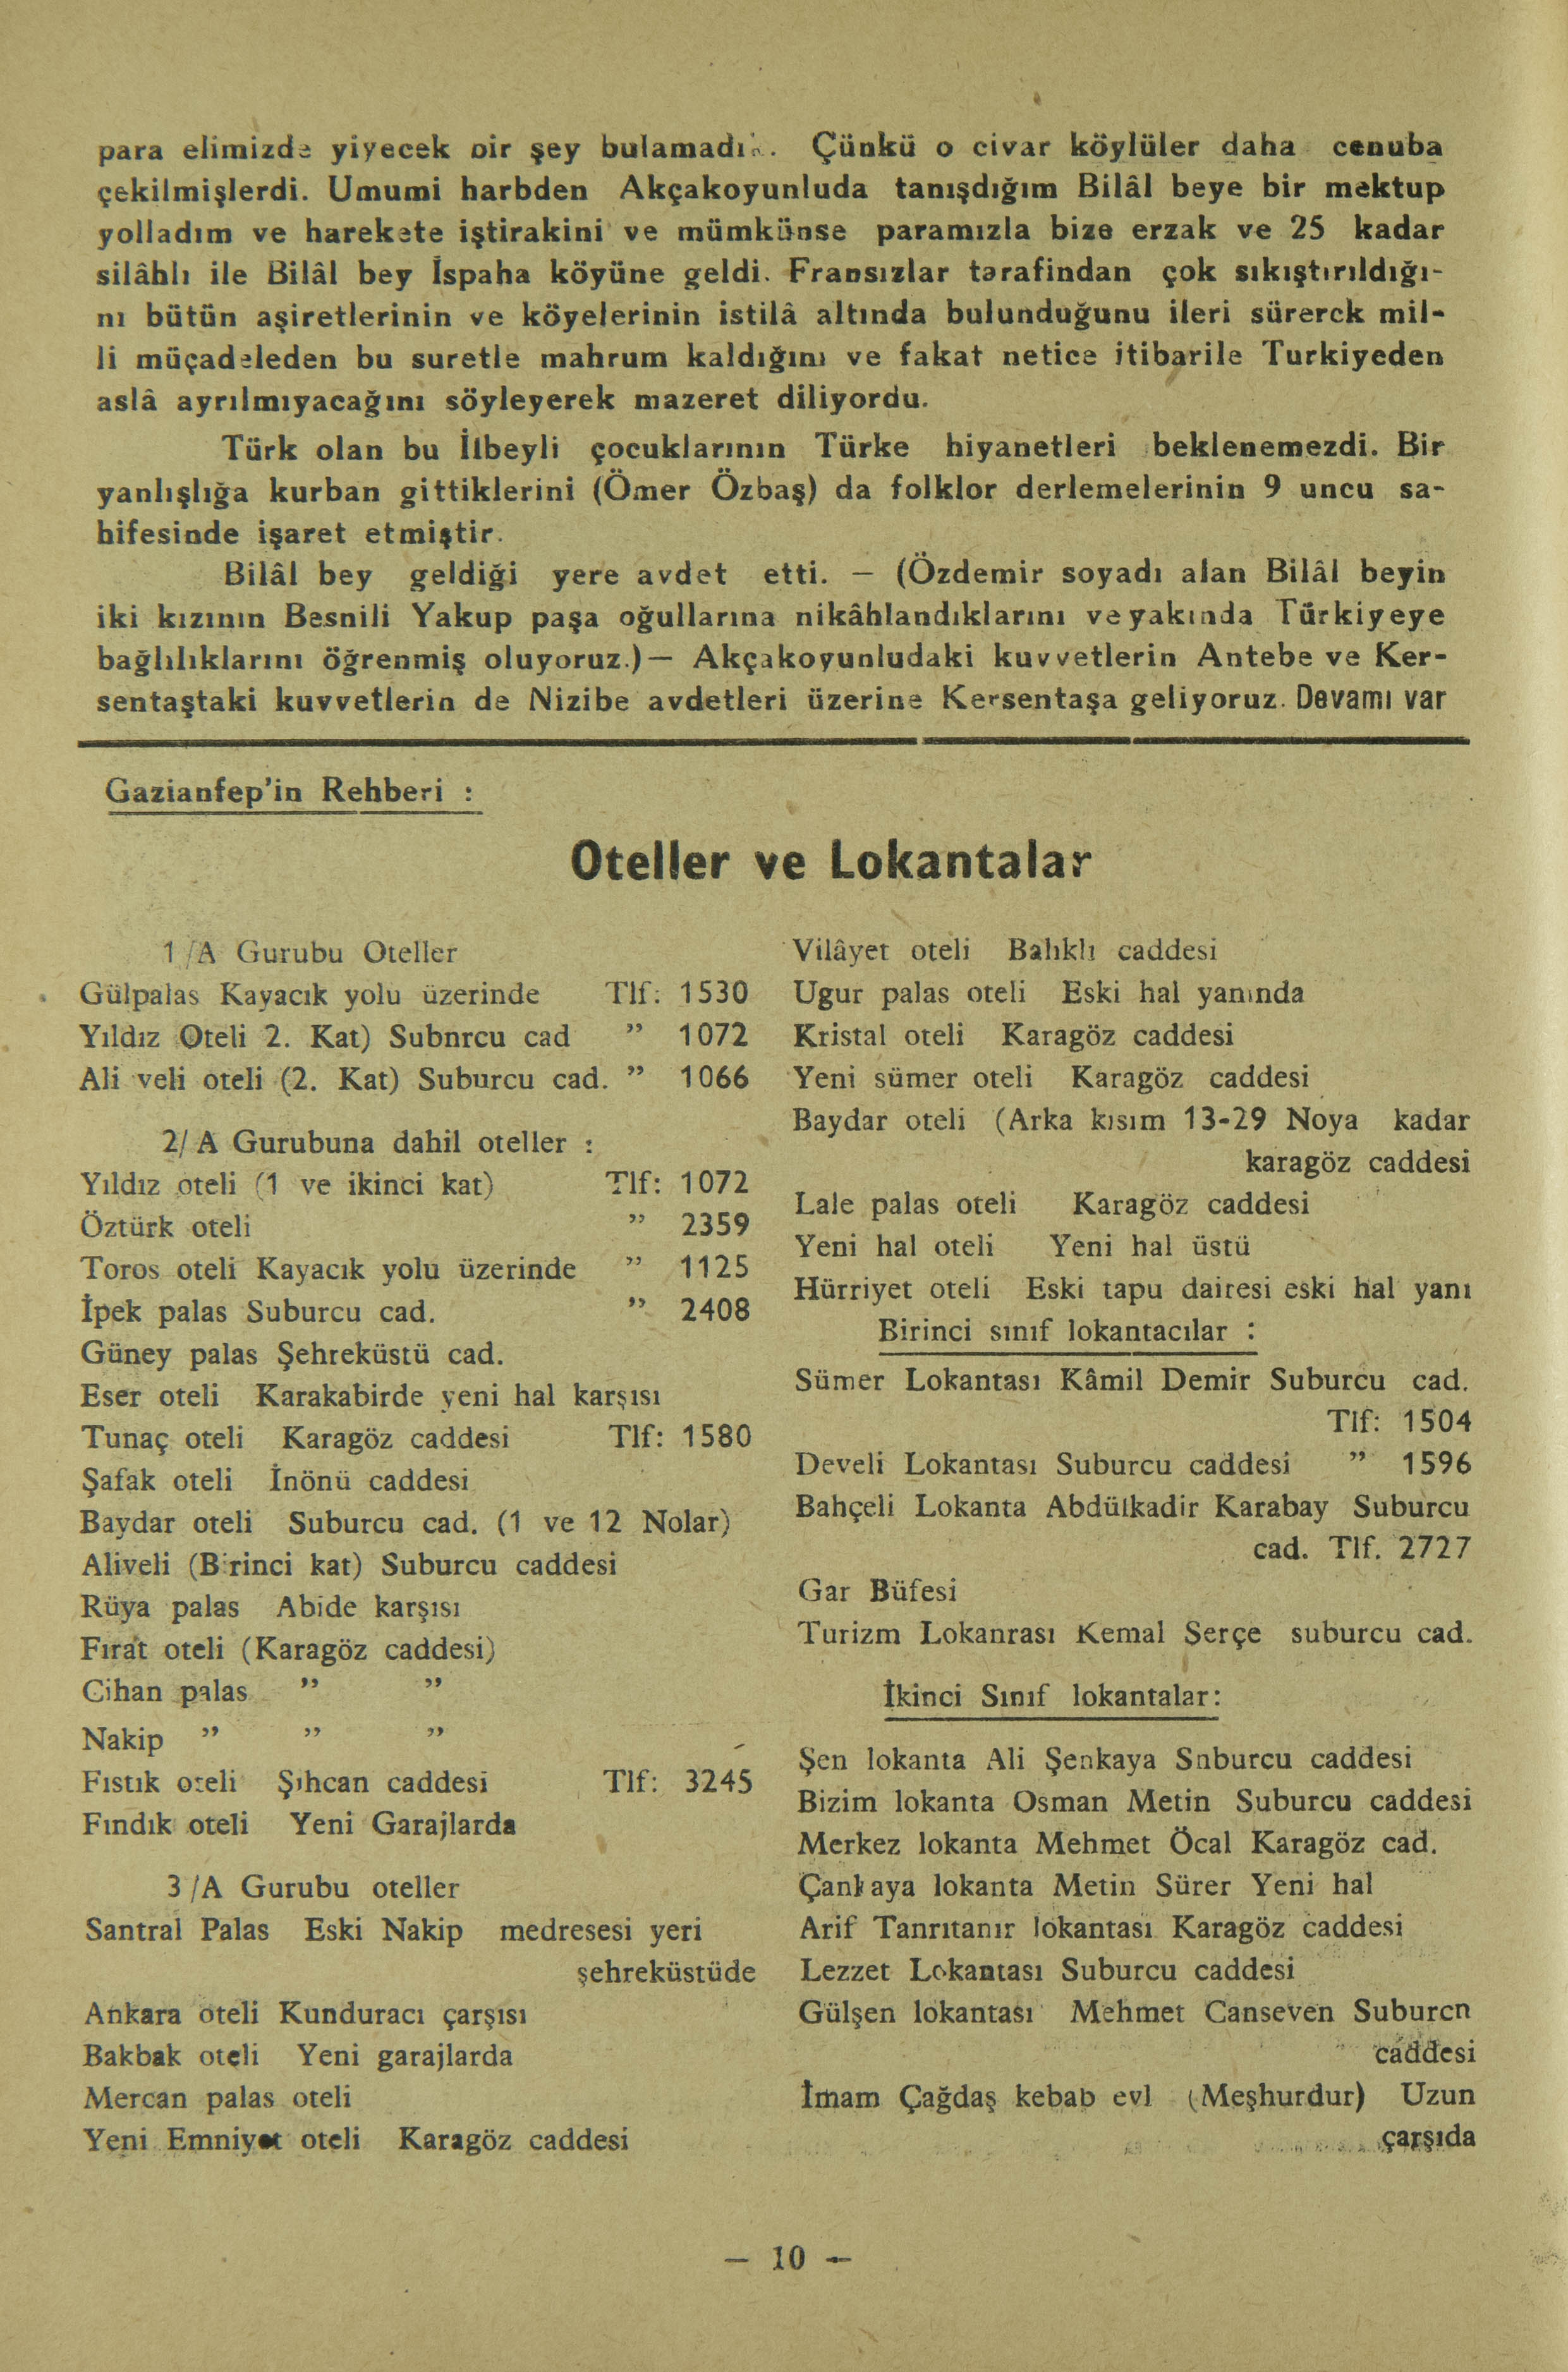 para elimizde yiyecek bir şey bulamadık. Çünkü o civar köylüler daha cenuba
çekilmişlerdi. Umumi harbden Akçakoyunluda tanışdığım Bilâl beye bir mektup
yolladım ve harekete iştirakini ve mümkünse paramızla bize erzak ve 25 kadar
silâhlı ile Bilâl bey İspaha köyüne geldi. Fransızlar tarafindan çok sıkıştırıldığı-
nı bütün aşiretlerinin ve köyelerinin istilâ altında bulunduğunu ileri sürerck mil-
li müçadeleden bu suretle mahrum kaldığını ve fakat netice itibarile Turkiyeden
aslâ ayrılmıyacağını söyleyerek mazeret diliyordu.
Türk olan bu İlbeyli çocuklarının Türke hiyanetleri beklenemezdi. Bir
yanlışlığa kurban gittiklerini (Ömer Özbaş) da folklor derlemelerinin 9 uncu sa-
hifesinde işaret etmiştir.
Bilâl bey geldiği yere avdet etti. — (Özdemir soyadı alan Bilâl beyin
iki kızının Besnili Yakup paşa oğullarına nikâhlandıklarını ve yakında Türkiyeye
bağlılıklarını öğrenmiş oluyoruz.)— Akçakoyunludaki kuvvetlerin Antebe ve Ker-
sentaştaki kuvvetlerin de Nizibe avdetleri üzerine Kersentaşa geliyoruz. Devamı var
Gazianfep'in Rehberi :
Oteller ve Lokantalar
1/A Gurubu Oteller
Gülpalas Kayacık yolu üzerinde Tlf: 1530
Yıldız Oteli 2. Kat) Subnrcu cad " 1072
Ali veli oteli (2. Kat) Suburcu cad. " 1066
2/A Gurubuna dahil oteller :
Yıldız oteli (1 ve ikinci kat) Tlf: 1072
Öztürk oteli " 2359
Toros oteli Kayacık yolu üzerinde " 1125
İpek palas Suburcu cad. " 2408
Güney palas Şehreküstü cad.
Eser oteli Karakabirde yeni hal karşısı
Tunaç oteli Karagöz caddesi Tlf: 1580
Şafak oteli İnönü caddesi
Baydar oteli Suburcu cad. (1 ve 12 Nolar)
Aliveli (Birinci kat) Suburcu caddesi
Rüya palas Abide karşısı
Fırat oteli (Karagöz caddesi)
Cihan palas " "
Nakip " " "
Fıstık oteli Şıhcan caddesi Tlf: 3245
Fındık oteli Yeni Garajlarda
3/A Gurubu oteller
Santral Palas Eski Nakip medresesi yeri
şehreküstüde
Ankara oteli Kunduracı çarşısı
Bakbak oteli Yeni garajlarda
Mercan palas oteli
Yeni Emniyet oteli Karagöz caddesi
Vilâyet oteli Balıklı caddesi
Ugur palas oteli Eski hal yanında
Kristal oteli Karagöz caddesi
Yeni sümer oteli Karagöz caddesi
Baydar oteli (Arka kısım 13-29 Noya kadar
karagöz caddesi
Lale palas oteli Karagöz caddesi
Yeni hal oteli Yeni hal üstü
Hürriyet oteli Eski tapu dairesi eski hal yanı
Birinci sınıf lokantacılar :
Sümer Lokantası Kâmil Demir Suburcu cad.
Tlf: 1504
Develi Lokantası Suburcu caddesi " 1596
Bahçeli Lokanta Abdülkadir Karabay Suburcu
cad. Tlf. 2727
Gar Büfesi
Turizm Lokanrası Kemal Serçe suburcu cad.
İkinci Sınıf lokantalar:
Şen lokanta Ali Şenkaya Snburcu caddesi
Bizim lokanta Osman Metin Suburcu caddesi
Merkez lokanta Mehmet Öcal Karagöz cad.
Çankaya lokanta Metin Sürer Yeni hal
Arif Tanrıtanır lokantası Karagöz caddesi
Lezzet Lokantası Suburcu caddesi
Gülşen lokantası Mehmet Canseven Suburcn
caddesi
İmam Çağdaş kebab evl (Meşhurdur) Uzun
çarşıda
— 10 —